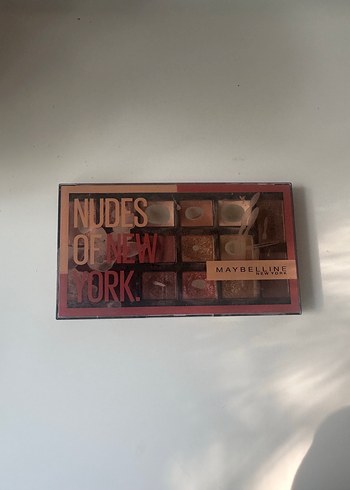 NUDES
OF NEW
YORK.
MAYBELLINE
NEW YORK